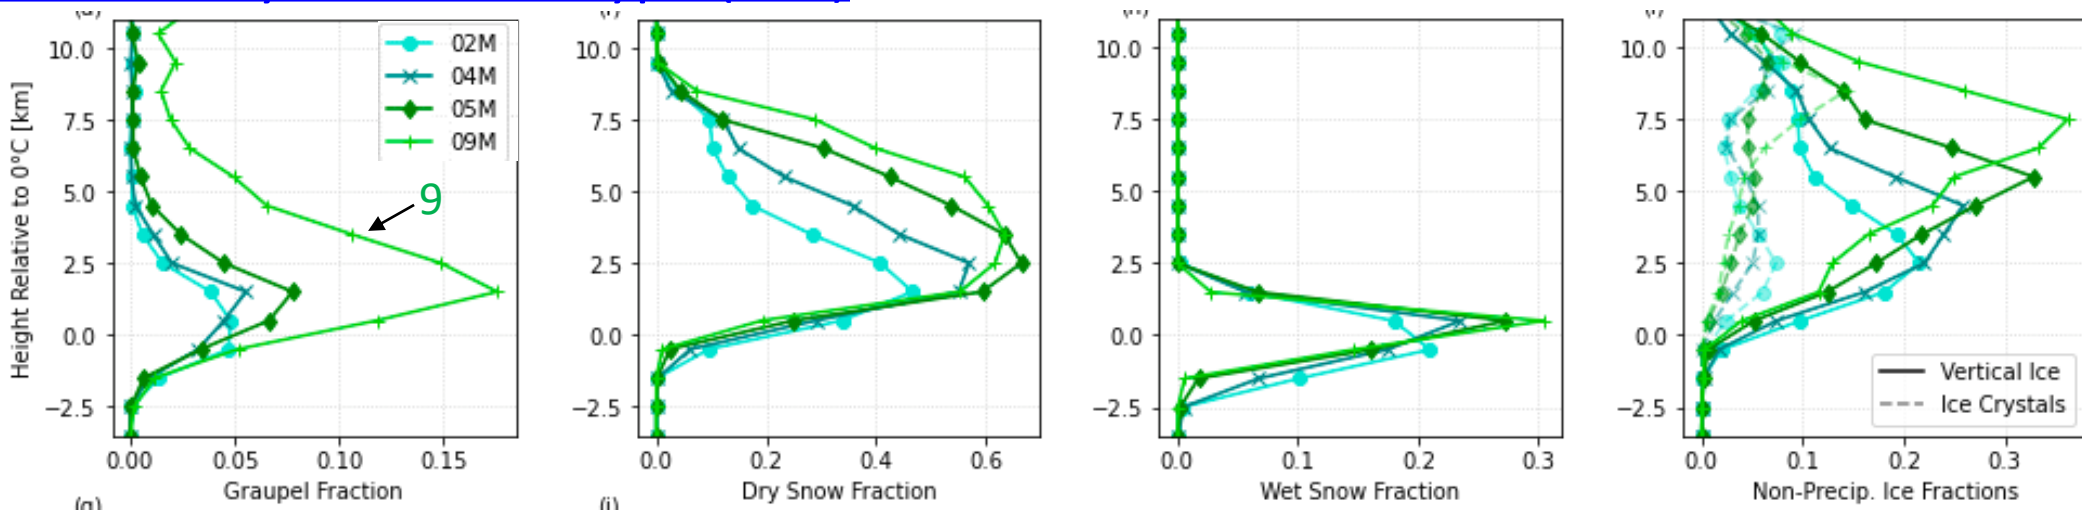 Height Relative to 0°C [km]
10.0
7.5
5.0
2.5
0.0
−2.5
02M
04M
05M
09M
9
0.00 0.05 0.10 0.15
Graupel Fraction
10.0
7.5
5.0
2.5
0.0
−2.5
0.0 0.2 0.4 0.6
Dry Snow Fraction
10.0
7.5
5.0
2.5
0.0
−2.5
0.0 0.1 0.2 0.3
Wet Snow Fraction
10.0
7.5
5.0
2.5
0.0
−2.5
Vertical Ice
Ice Crystals
0.0 0.1 0.2 0.3
Non-Precip. Ice Fractions